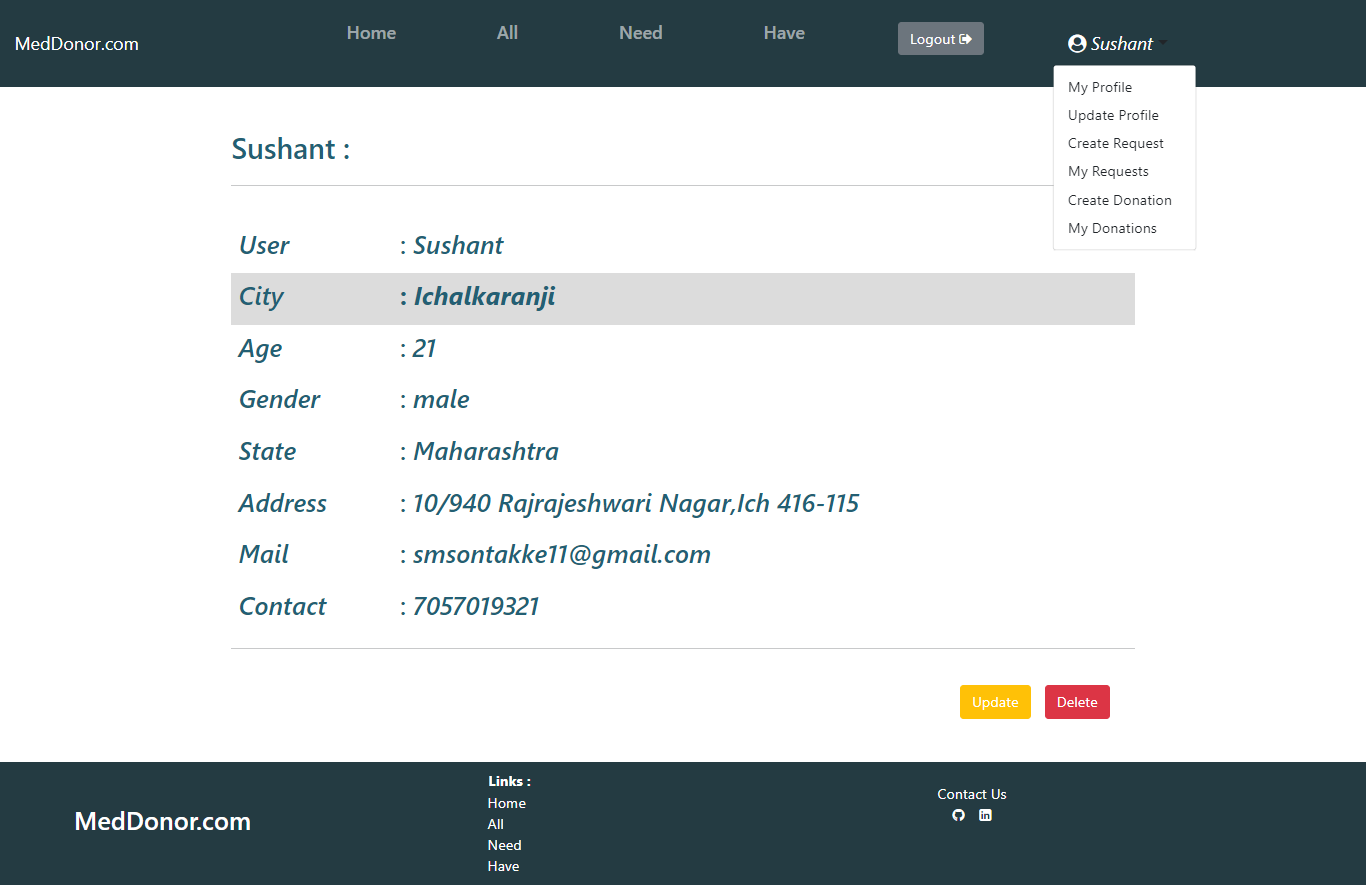 MedDonor.com Home All Need Have Logout Sushant
My Profile
Update Profile
Create Request
My Requests
Create Donation
My Donations
Sushant :
User : Sushant
City : Ichalkaranji
Age : 21
Gender : male
State : Maharashtra
Address : 10/940 Rajrajeshwari Nagar,Ich 416-115
Mail : smsontakke11@gmail.com
Contact : 7057019321
Update Delete
MedDonor.com
Links :
Home
All
Need
Have
Contact Us
in